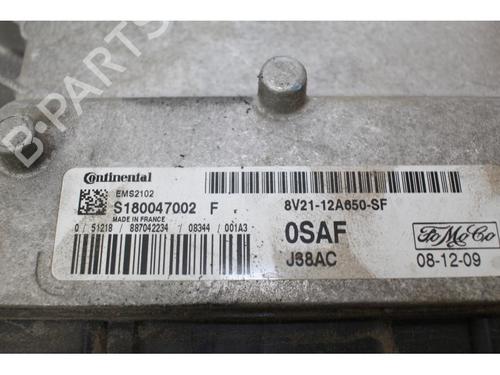 B-PARTS
Continental
EMS2102
S180047002 F
MADE IN FRANCE
0 / 51218 / 887042234 / 08344 / 001A3
8V21-12A650-SF
0SAF
J38AC
FoMoCo
08-12-09